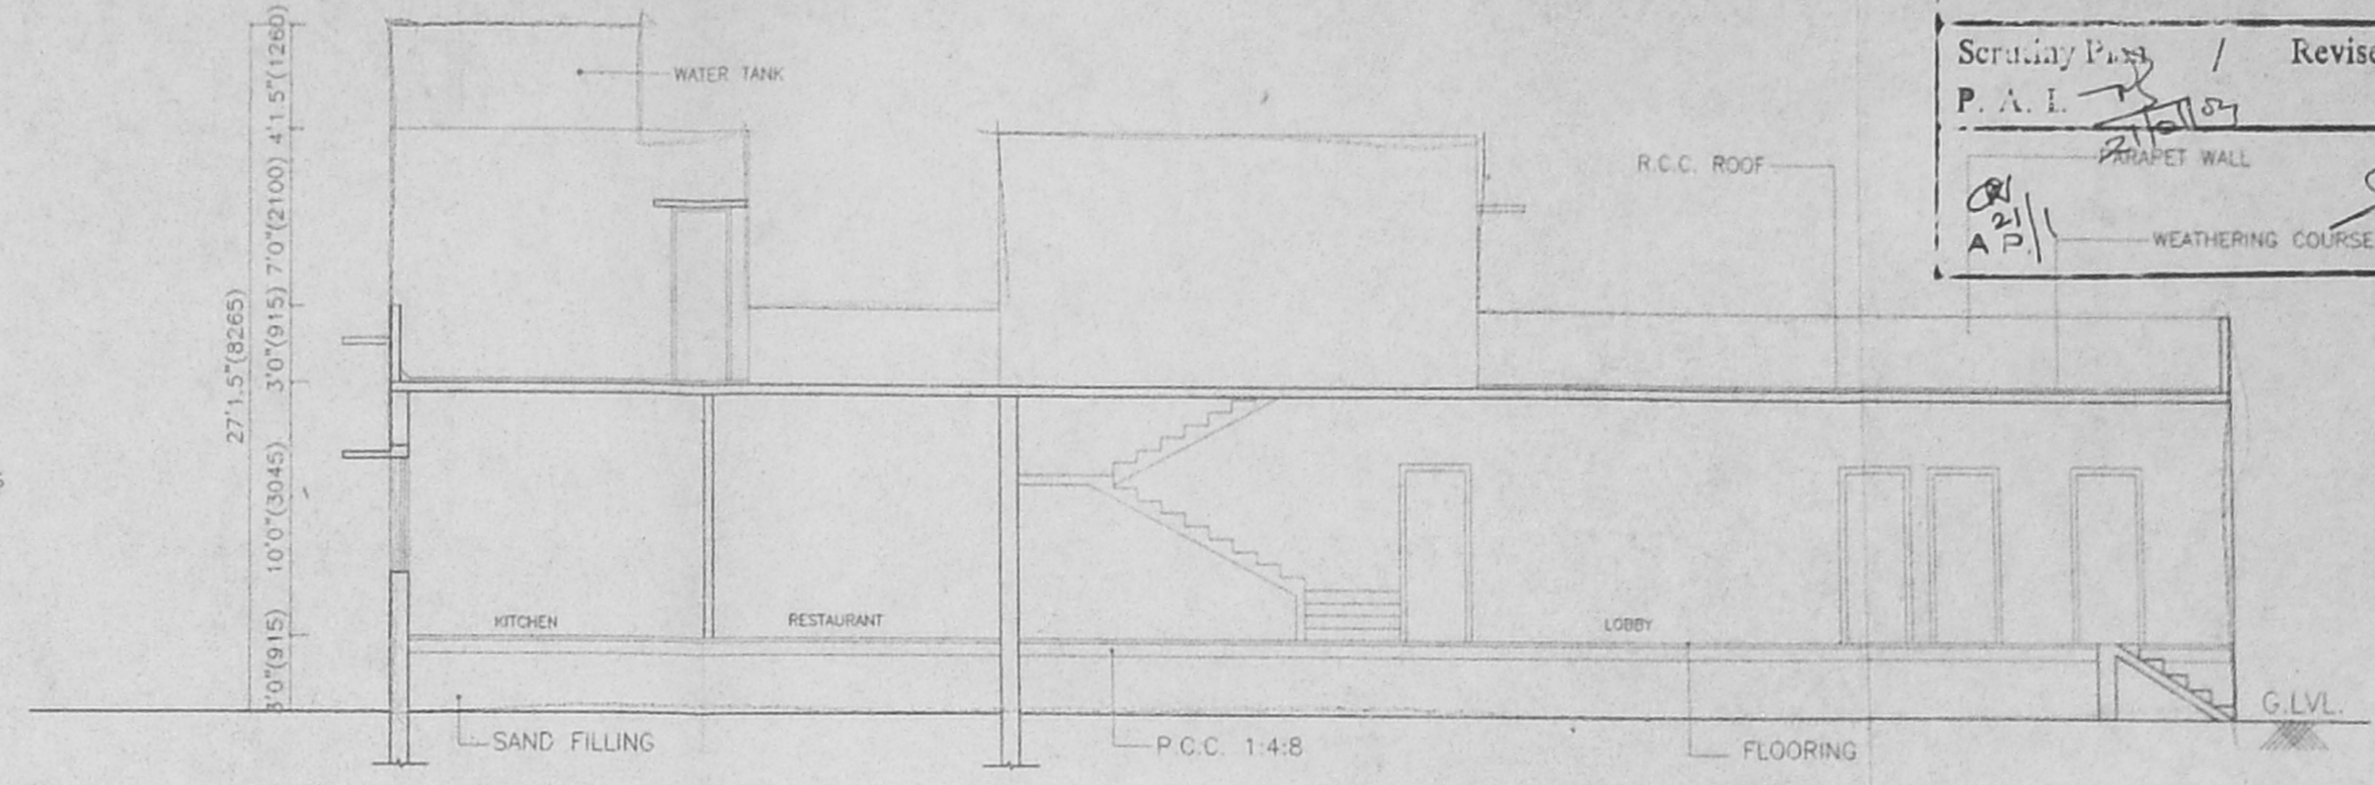 4'1.5"(1260)
7'0"(2100)
3'0"(915)
10'0"(3045)
3'0"(915)
27'1.5"(8265)
WATER TANK
R.C.C. ROOF
PARAPET WALL
WEATHERING COURSE
Scrutiny / Revise
P. A. I.
21/1
A P.
KITCHEN
RESTAURANT
LOBBY
SAND FILLING
P.C.C. 1:4:8
FLOORING
G.LVL.